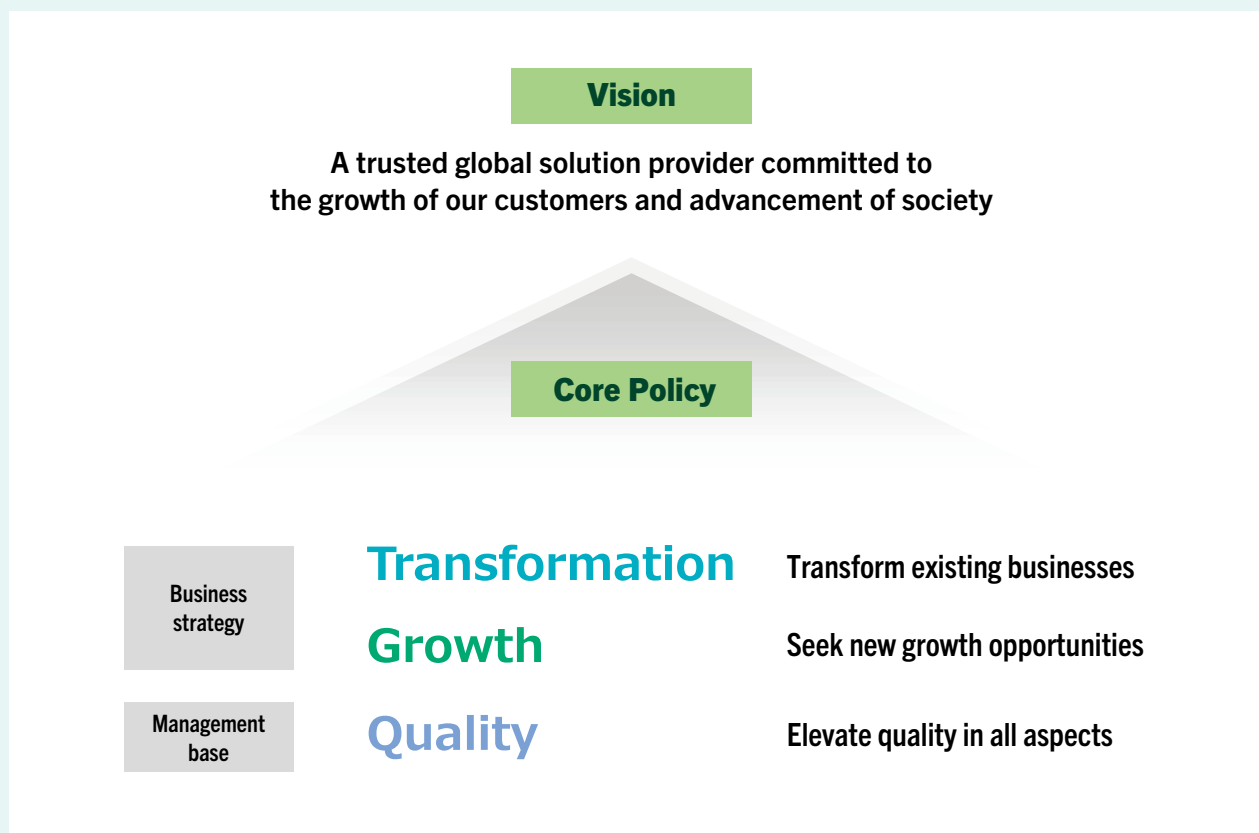 Vision
A trusted global solution provider committed to
the growth of our customers and advancement of society
Core Policy
Business
strategy
Transformation
Transform existing businesses
Growth
Seek new growth opportunities
Management
base
Quality
Elevate quality in all aspects